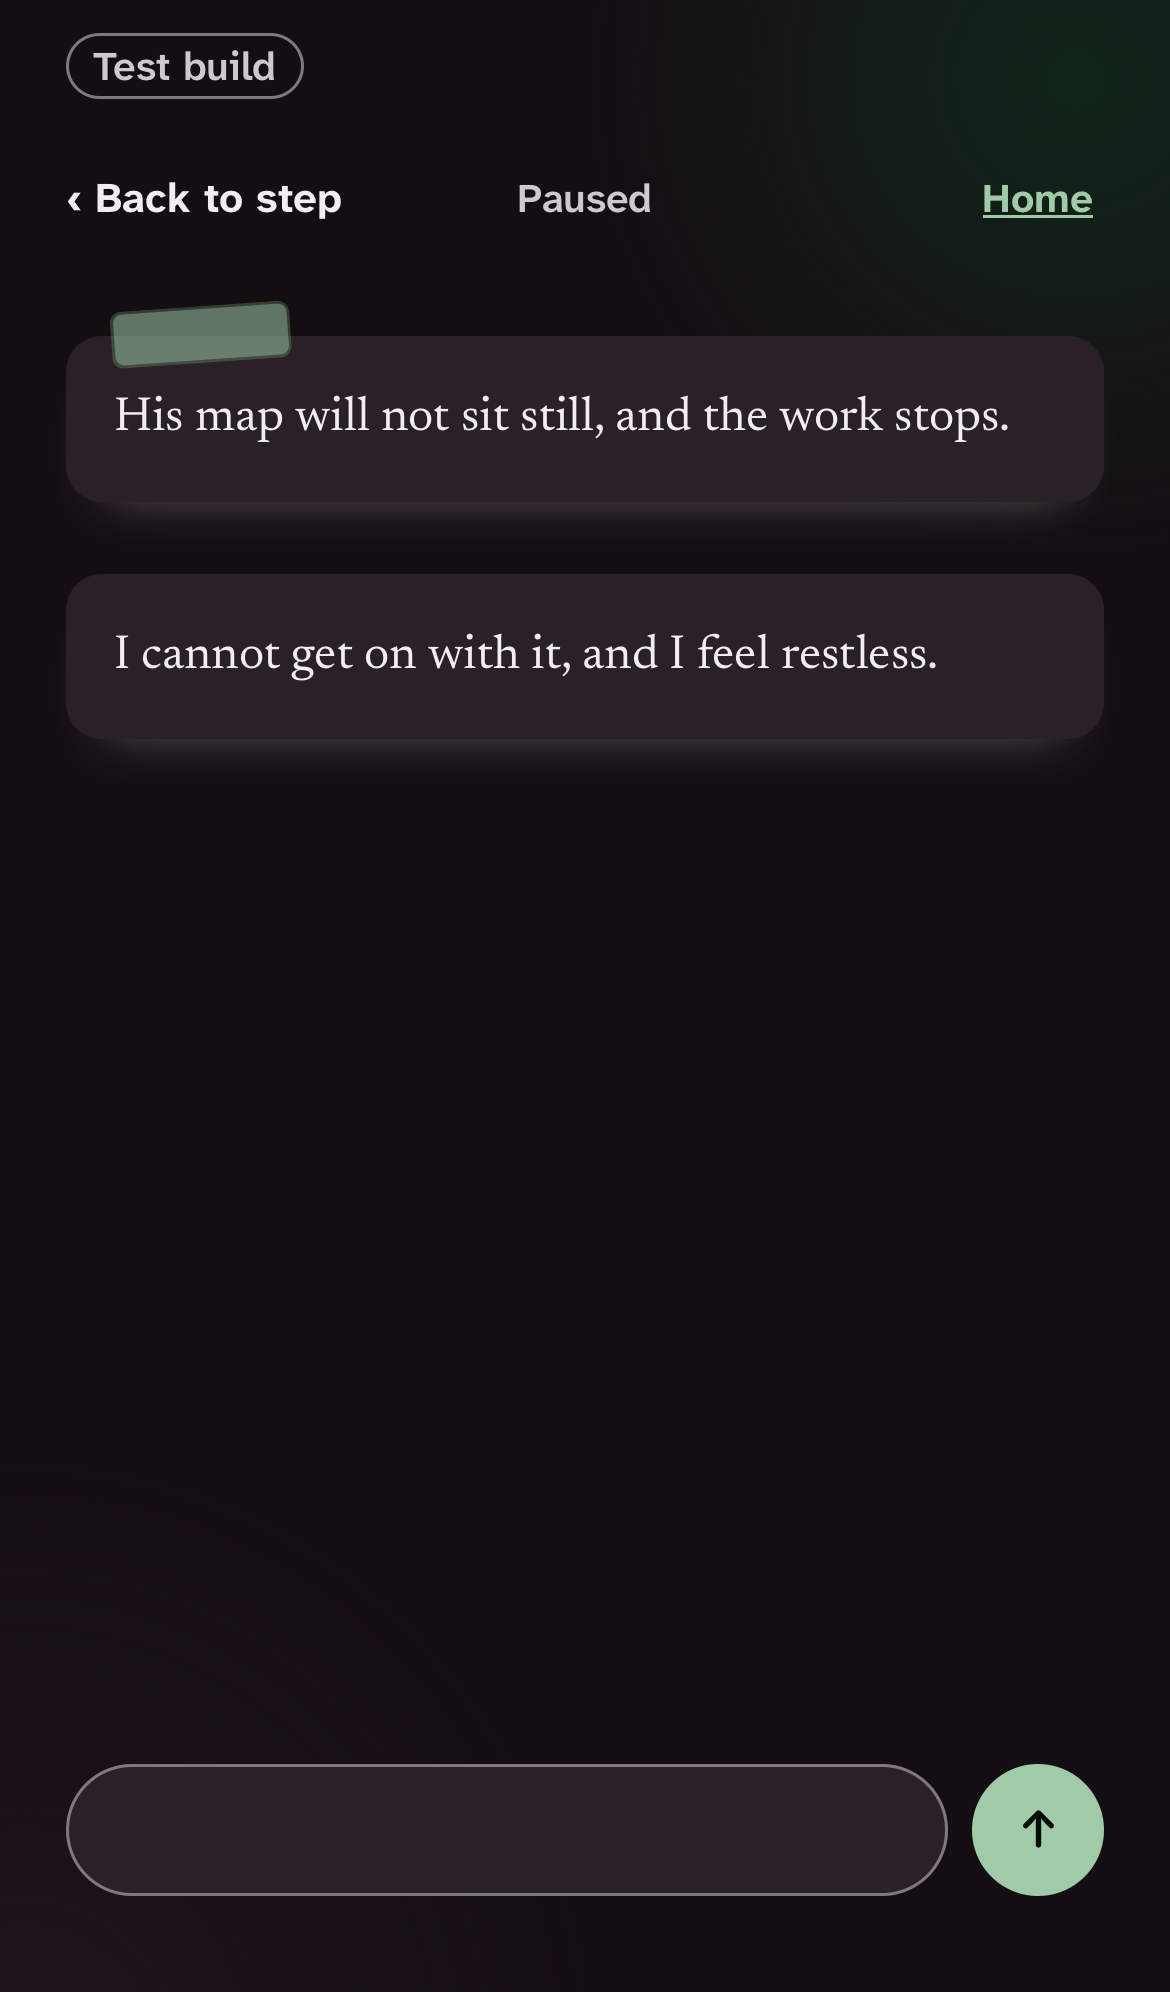 Test build
‹ Back to step
Paused
Home
His map will not sit still, and the work stops.
I cannot get on with it, and I feel restless.